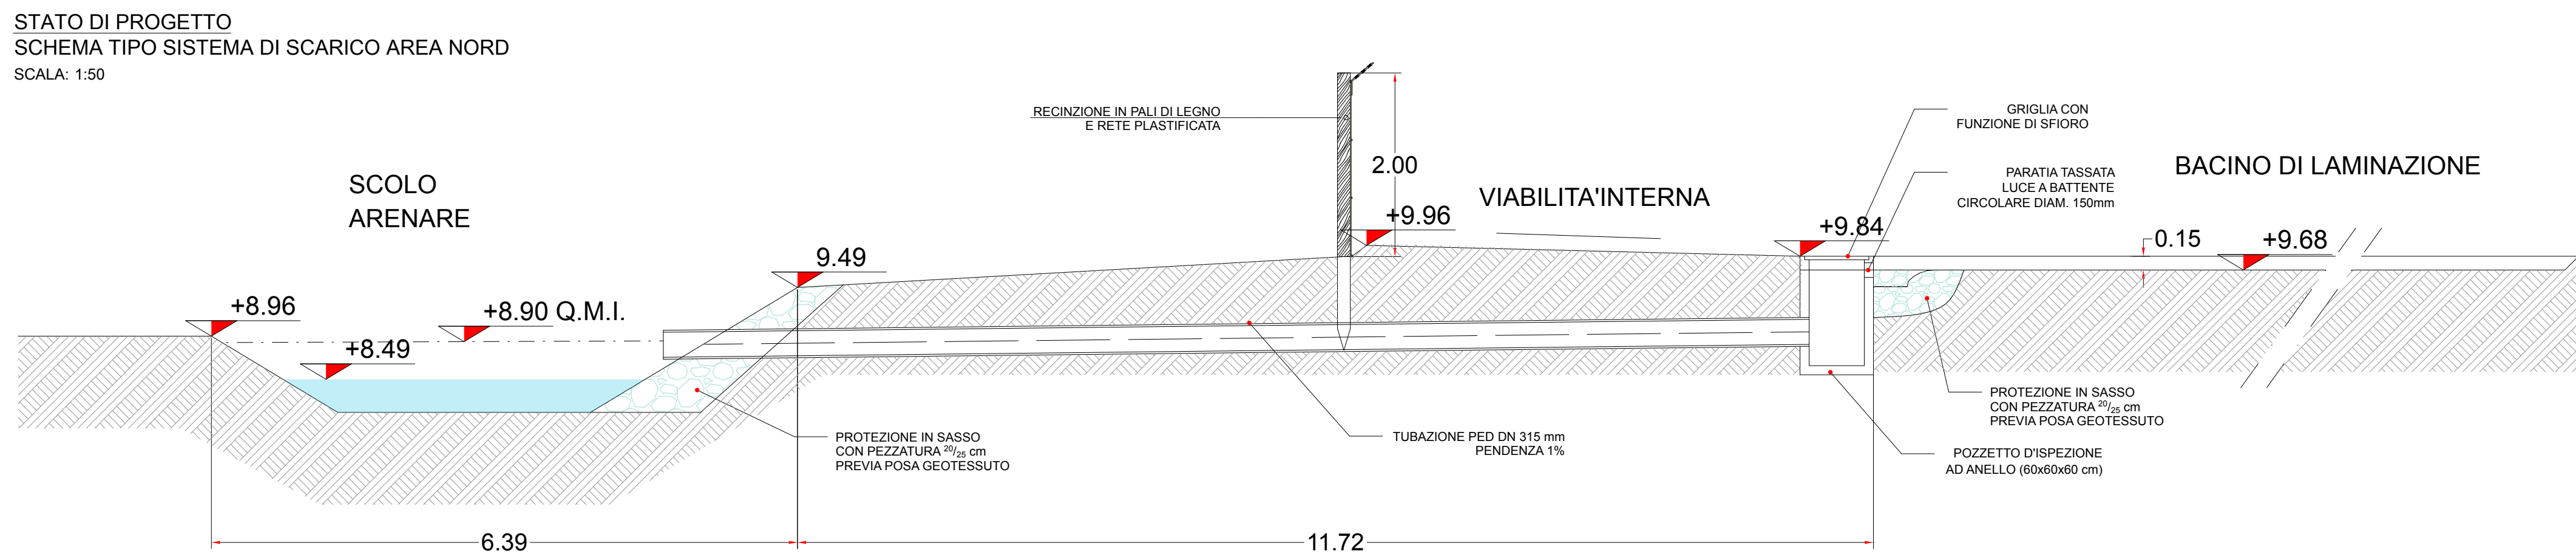 STATO DI PROGETTO
SCHEMA TIPO SISTEMA DI SCARICO AREA NORD
SCALA: 1:50
RECINZIONE IN PALI DI LEGNO
E RETE PLASTIFICATA
2.00
GRIGLIA CON
FUNZIONE DI SFIORO
PARATIA TASSATA
LUCE A BATTENTE
CIRCOLARE DIAM. 150mm
BACINO DI LAMINAZIONE
SCOLO
ARENARE
VIABILITA'INTERNA
+9.96
+9.84
0.15
+9.68
9.49
+8.96
+8.90 Q.M.I.
+8.49
PROTEZIONE IN SASSO
CON PEZZATURA 20/25 cm
PREVIA POSA GEOTESSUTO
TUBAZIONE PED DN 315 mm
PENDENZA 1%
PROTEZIONE IN SASSO
CON PEZZATURA 20/25 cm
PREVIA POSA GEOTESSUTO
POZZETTO D'ISPEZIONE
AD ANELLO (60x60x60 cm)
6.39
11.72